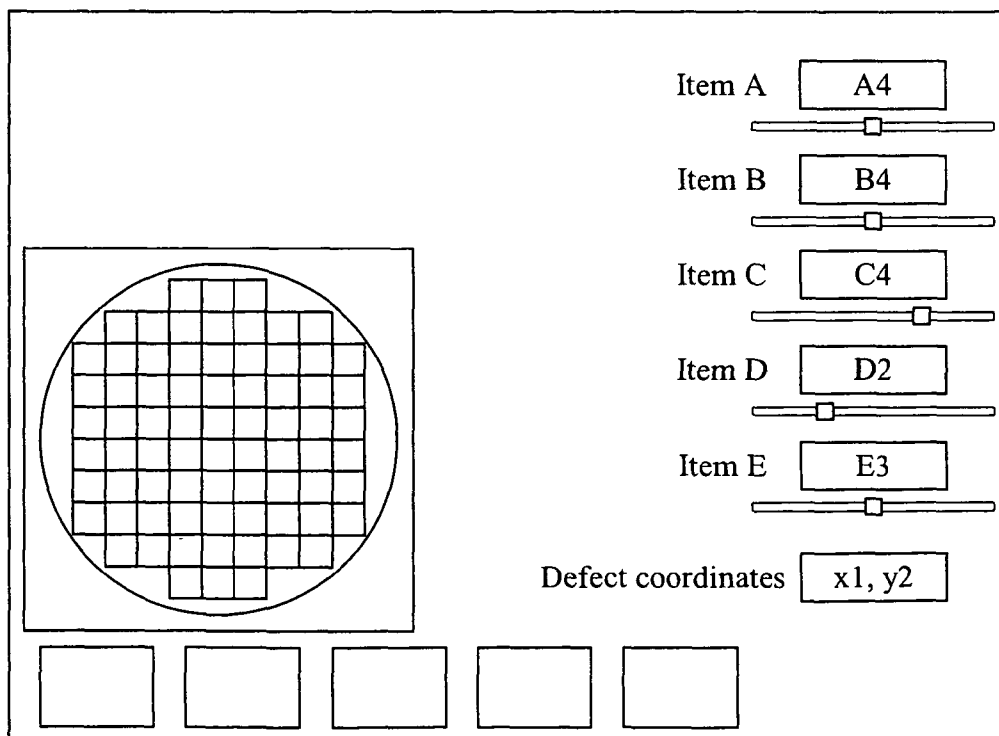 Item A A4
Item B B4
Item C C4
Item D D2
Item E E3
Defect coordinates x1, y2